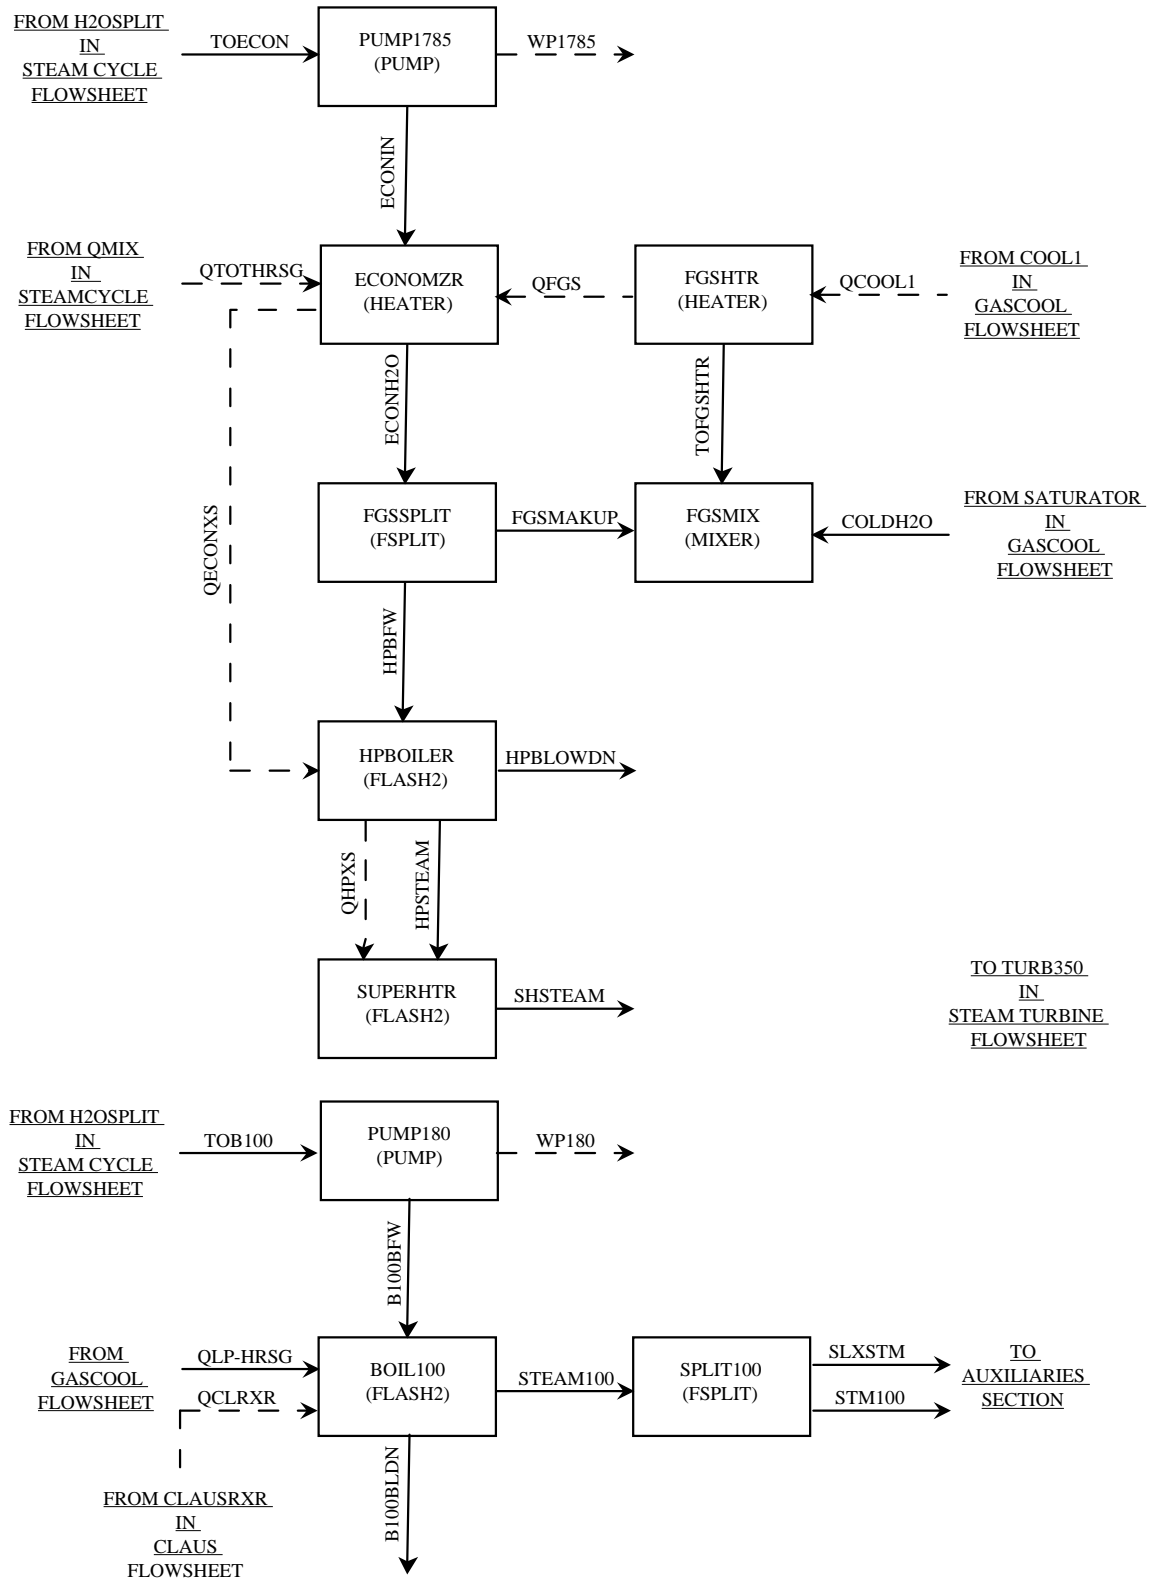 FROM H2OSPLIT
IN
STEAM CYCLE
FLOWSHEET
TOECON
PUMP1785
(PUMP)
WP1785
ECONIN
FROM QMIX
IN
STEAMCYCLE
FLOWSHEET
QTOTHRSG
ECONOMZR
(HEATER)
QFGS
FGSHTR
(HEATER)
QCOOL1
FROM COOL1
IN
GASCOOL
FLOWSHEET
ECONH2O
TOFGSHTR
QECONXS
FGSSPLIT
(FSPLIT)
FGSMAKUP
FGSMIX
(MIXER)
COLDH2O
FROM SATURATOR
IN
GASCOOL
FLOWSHEET
HPBFW
HPBOILER
(FLASH2)
HPBLOWDN
QHPXS
HPSTEAM
SUPERHTR
(FLASH2)
SHSTEAM
TO TURB350
IN
STEAM TURBINE
FLOWSHEET
FROM H2OSPLIT
IN
STEAM CYCLE
FLOWSHEET
TOB100
PUMP180
(PUMP)
WP180
B100BFW
FROM
GASCOOL
FLOWSHEET
QLP-HRSG
QCLRXR
BOIL100
(FLASH2)
STEAM100
SPLIT100
(FSPLIT)
SLXSTM
STM100
TO
AUXILIARIES
SECTION
B100BLDN
FROM CLAUSRXR
IN
CLAUS
FLOWSHEET